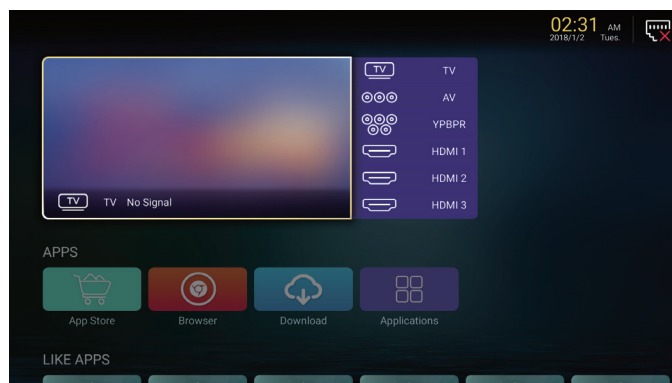 02:31 AM
2018/1/2 Tues.
TV TV
AV
YPBPR
HDMI 1
HDMI 2
HDMI 3
TV TV No Signal
APPS
App Store
Browser
Download
Applications
LIKE APPS